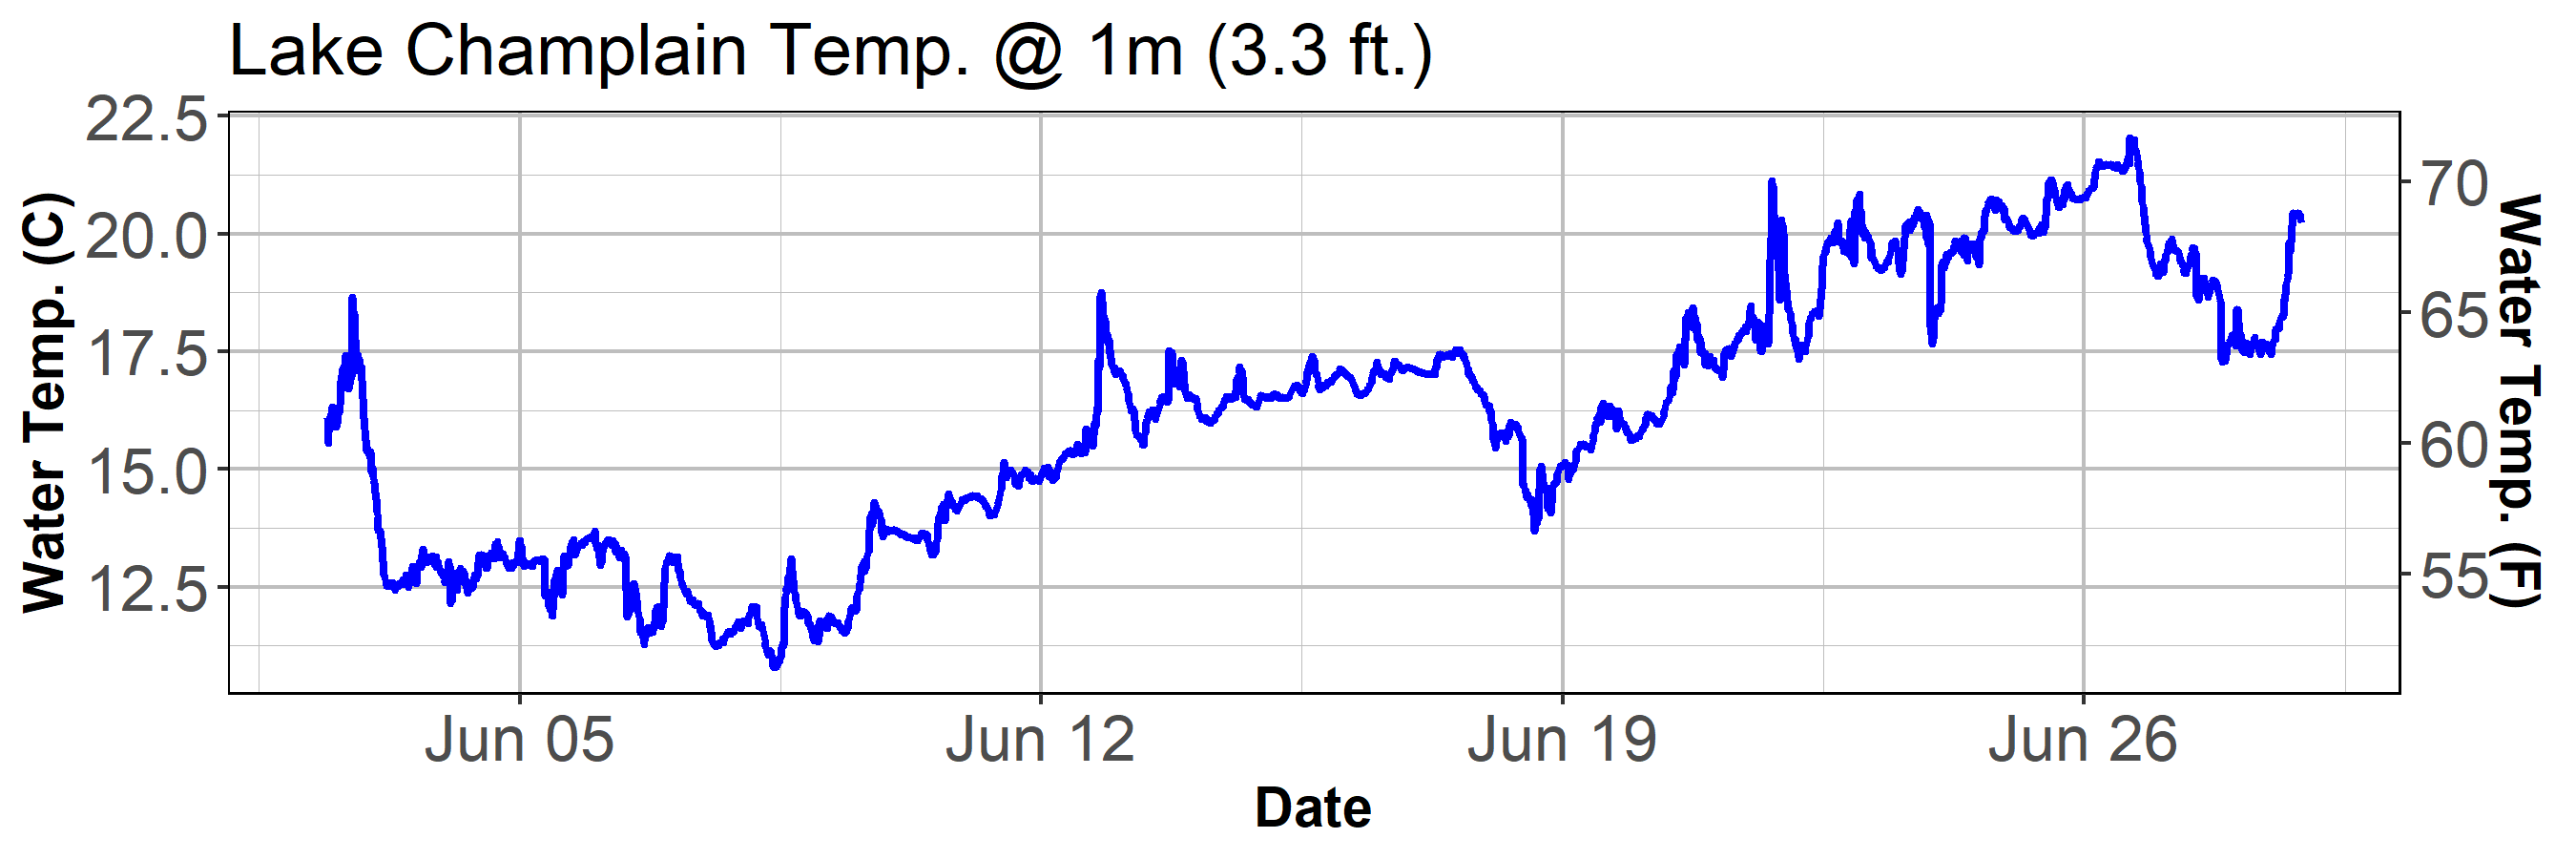 Lake Champlain Temp. @ 1m (3.3 ft.)
Water Temp. (C)
22.5
20.0
17.5
15.0
12.5
70
65
60
55
Water Temp. (F)
Jun 05
Jun 12
Jun 19
Jun 26
Date